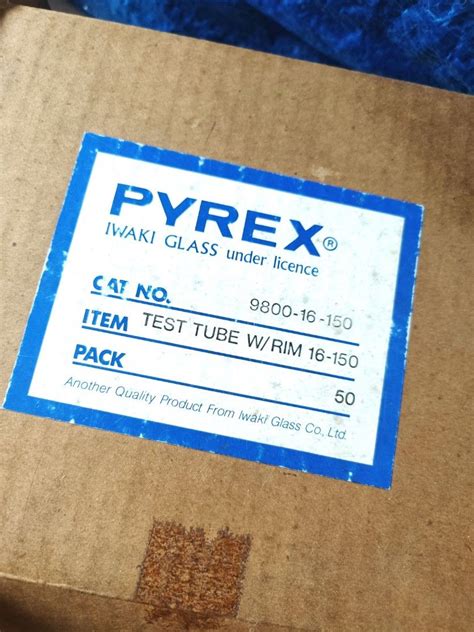 PYREX®
IWAKI GLASS under licence
CAT NO. 9800-16-150
ITEM TEST TUBE W/RIM 16-150
PACK 50
Another Quality Product From Iwaki Glass Co., Ltd.